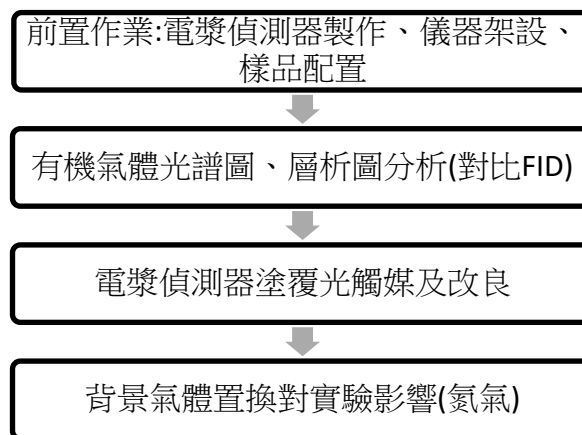 前置作業:電漿偵測器製作、儀器架設、
樣品配置
有機氣體光譜圖、層析圖分析(對比FID)
電漿偵測器塗覆光觸媒及改良
背景氣體置換對實驗影響(氮氣)